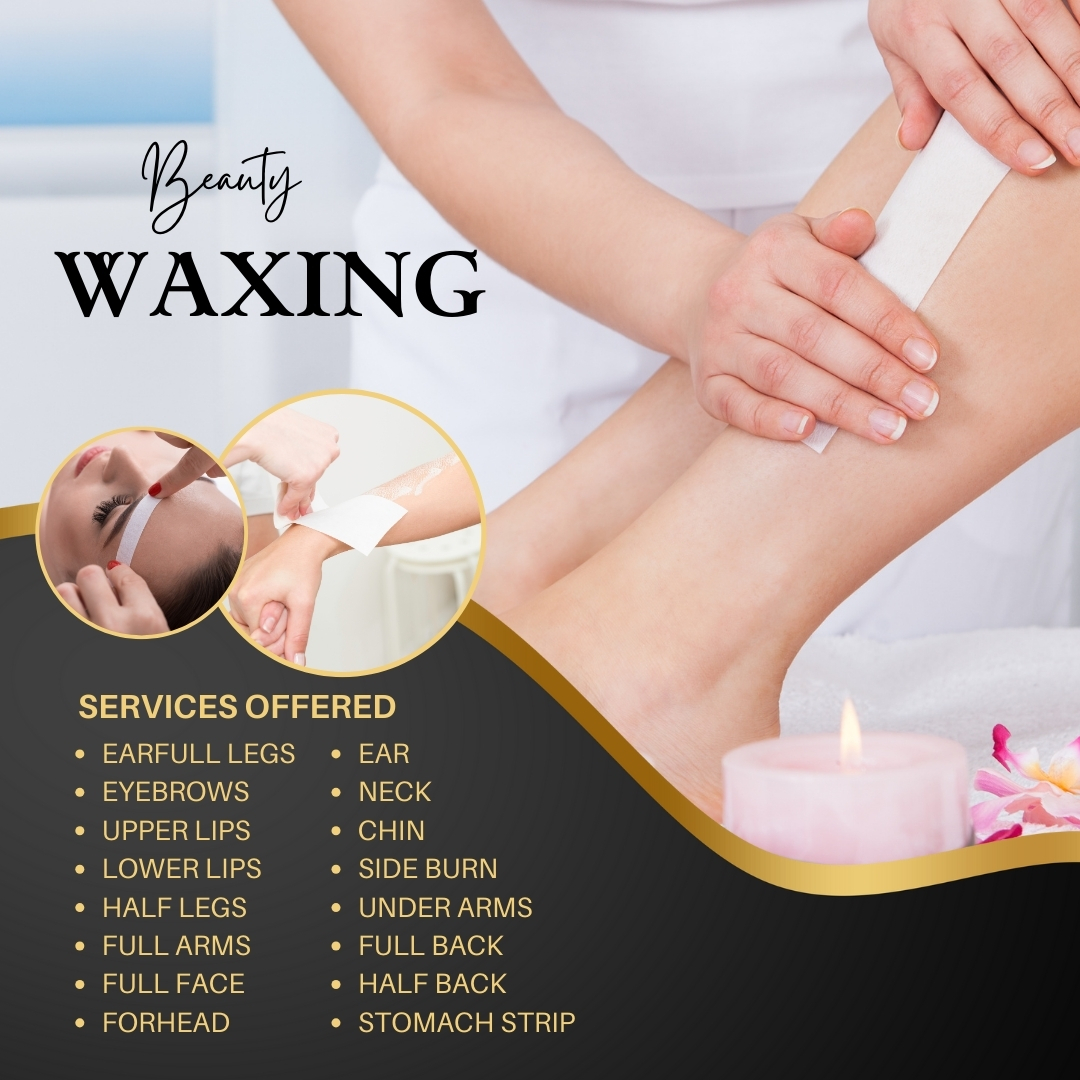 Beauty
WAXING
SERVICES OFFERED
• EARFULL LEGS
• EYEBROWS
• UPPER LIPS
• LOWER LIPS
• HALF LEGS
• FULL ARMS
• FULL FACE
• FORHEAD
• EAR
• NECK
• CHIN
• SIDE BURN
• UNDER ARMS
• FULL BACK
• HALF BACK
• STOMACH STRIP